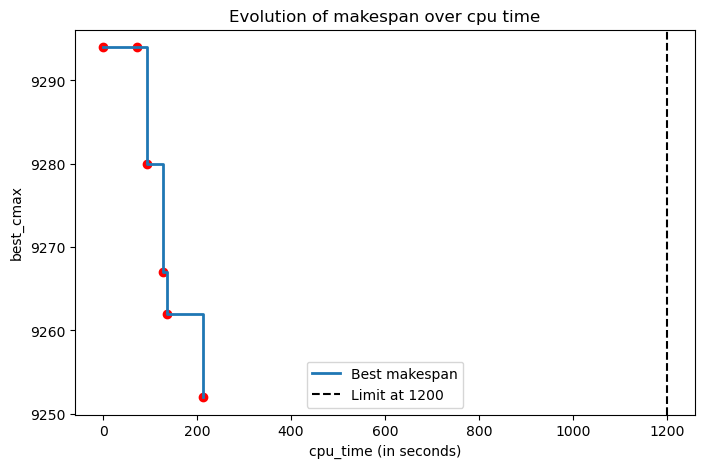 Evolution of makespan over cpu time
best_cmax
9290
9280
9270
9260
9250
Best makespan
Limit at 1200
0 200 400 600 800 1000 1200
cpu_time (in seconds)